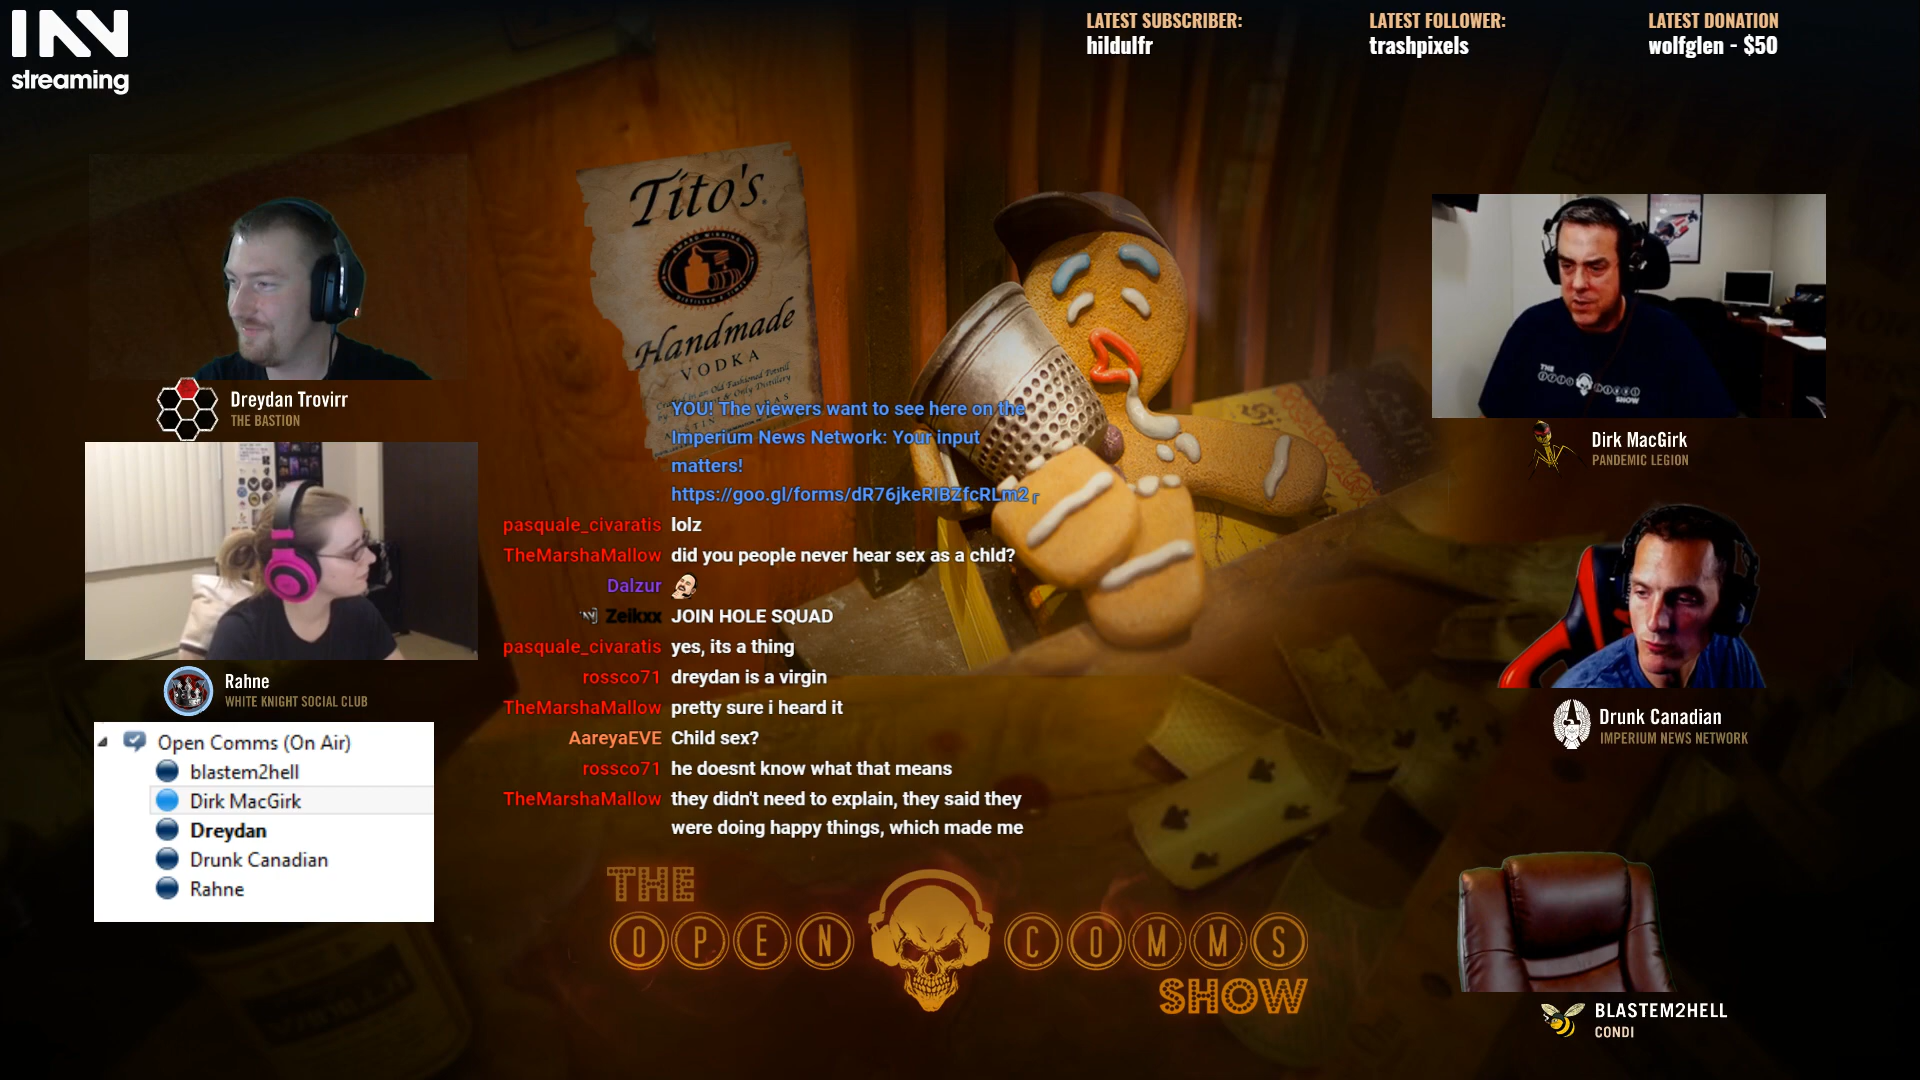 INN
streaming
LATEST SUBSCRIBER:
hildulfr
LATEST FOLLOWER:
trashpixels
LATEST DONATION
wolfglen - $50
Tito's
Handmade
VODKA
Dreydan Trovirr
THE BASTION
Rahne
WHITE KNIGHT SOCIAL CLUB
Open Comms (On Air)
blastem2hell
Dirk MacGirk
Dreydan
Drunk Canadian
Rahne
YOU! The viewers want to see here on the
Imperium News Network: Your input
matters!
https://goo.gl/forms/dR76jkeRIBZfcRLm2
pasquale_civaratis lolz
TheMarshaMallow did you people never hear sex as a chld?
Dalzur
Zeikxx JOIN HOLE SQUAD
pasquale_civaratis yes, its a thing
rossco71 dreydan is a virgin
TheMarshaMallow pretty sure i heard it
AareyaEVE Child sex?
rossco71 he doesnt know what that means
TheMarshaMallow they didn't need to explain, they said they
were doing happy things, which made me
THE
OPEN COMMS
SHOW
Dirk MacGirk
PANDEMIC LEGION
Drunk Canadian
IMPERIUM NEWS NETWORK
BLASTEM2HELL
CONDI